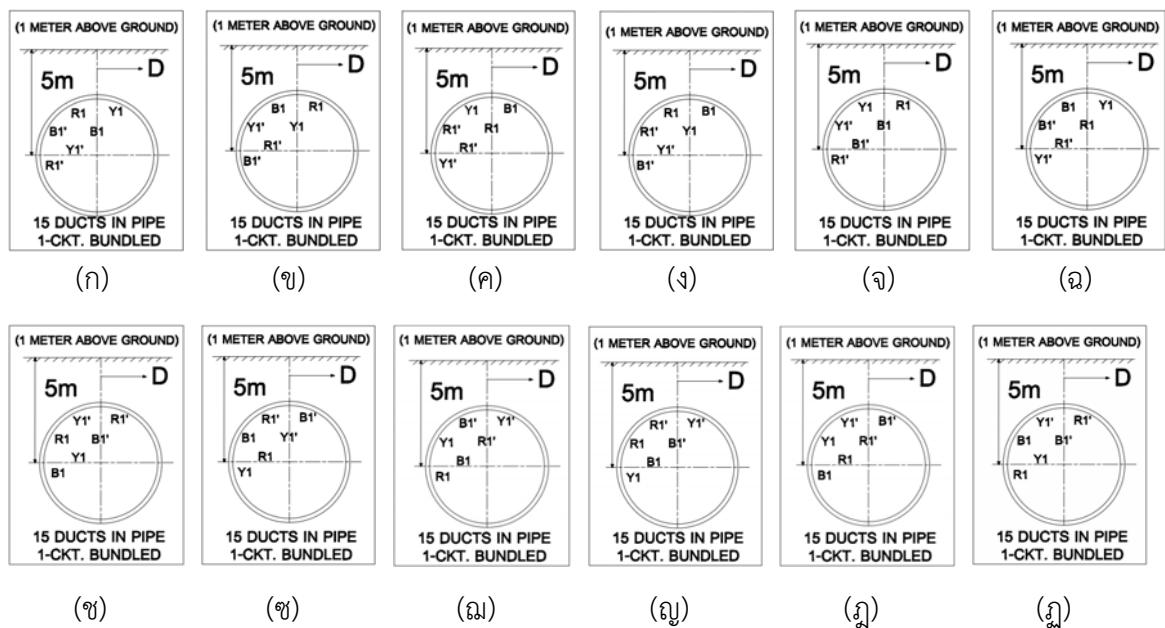 (1 METER ABOVE GROUND) (1 METER ABOVE GROUND) (1 METER ABOVE GROUND) (1 METER ABOVE GROUND) (1 METER ABOVE GROUND) (1 METER ABOVE GROUND)
5m D 5m D 5m D 5m D 5m D 5m D
R1 Y1 B1 R1 Y1 B1 R1 B1 Y1 R1 B1 Y1
B1' B1 Y1' Y1 R1' R1 R1' Y1 Y1' B1 B1' R1
Y1' R1' R1' Y1' B1' R1'
R1' B1' Y1' B1' R1' Y1'
15 DUCTS IN PIPE 15 DUCTS IN PIPE 15 DUCTS IN PIPE 15 DUCTS IN PIPE 15 DUCTS IN PIPE 15 DUCTS IN PIPE
1-CKT. BUNDLED 1-CKT. BUNDLED 1-CKT. BUNDLED 1-CKT. BUNDLED 1-CKT. BUNDLED 1-CKT. BUNDLED
(ก) (ข) (ค) (ง) (จ) (ฉ)
(1 METER ABOVE GROUND) (1 METER ABOVE GROUND) (1 METER ABOVE GROUND) (1 METER ABOVE GROUND) (1 METER ABOVE GROUND) (1 METER ABOVE GROUND)
5m D 5m D 5m D 5m D 5m D 5m D
Y1' R1' R1' B1' B1' Y1' R1' Y1' Y1' B1' Y1' R1'
R1 B1' B1 Y1' Y1 R1' R1 B1' Y1 R1' B1 B1'
Y1 R1 B1 B1 R1 Y1
B1 Y1 R1 Y1 B1 R1
15 DUCTS IN PIPE 15 DUCTS IN PIPE 15 DUCTS IN PIPE 15 DUCTS IN PIPE 15 DUCTS IN PIPE 15 DUCTS IN PIPE
1-CKT. BUNDLED 1-CKT. BUNDLED 1-CKT. BUNDLED 1-CKT. BUNDLED 1-CKT. BUNDLED 1-CKT. BUNDLED
(ช) (ซ) (ฌ) (ญ) (ฎ) (ฏ)